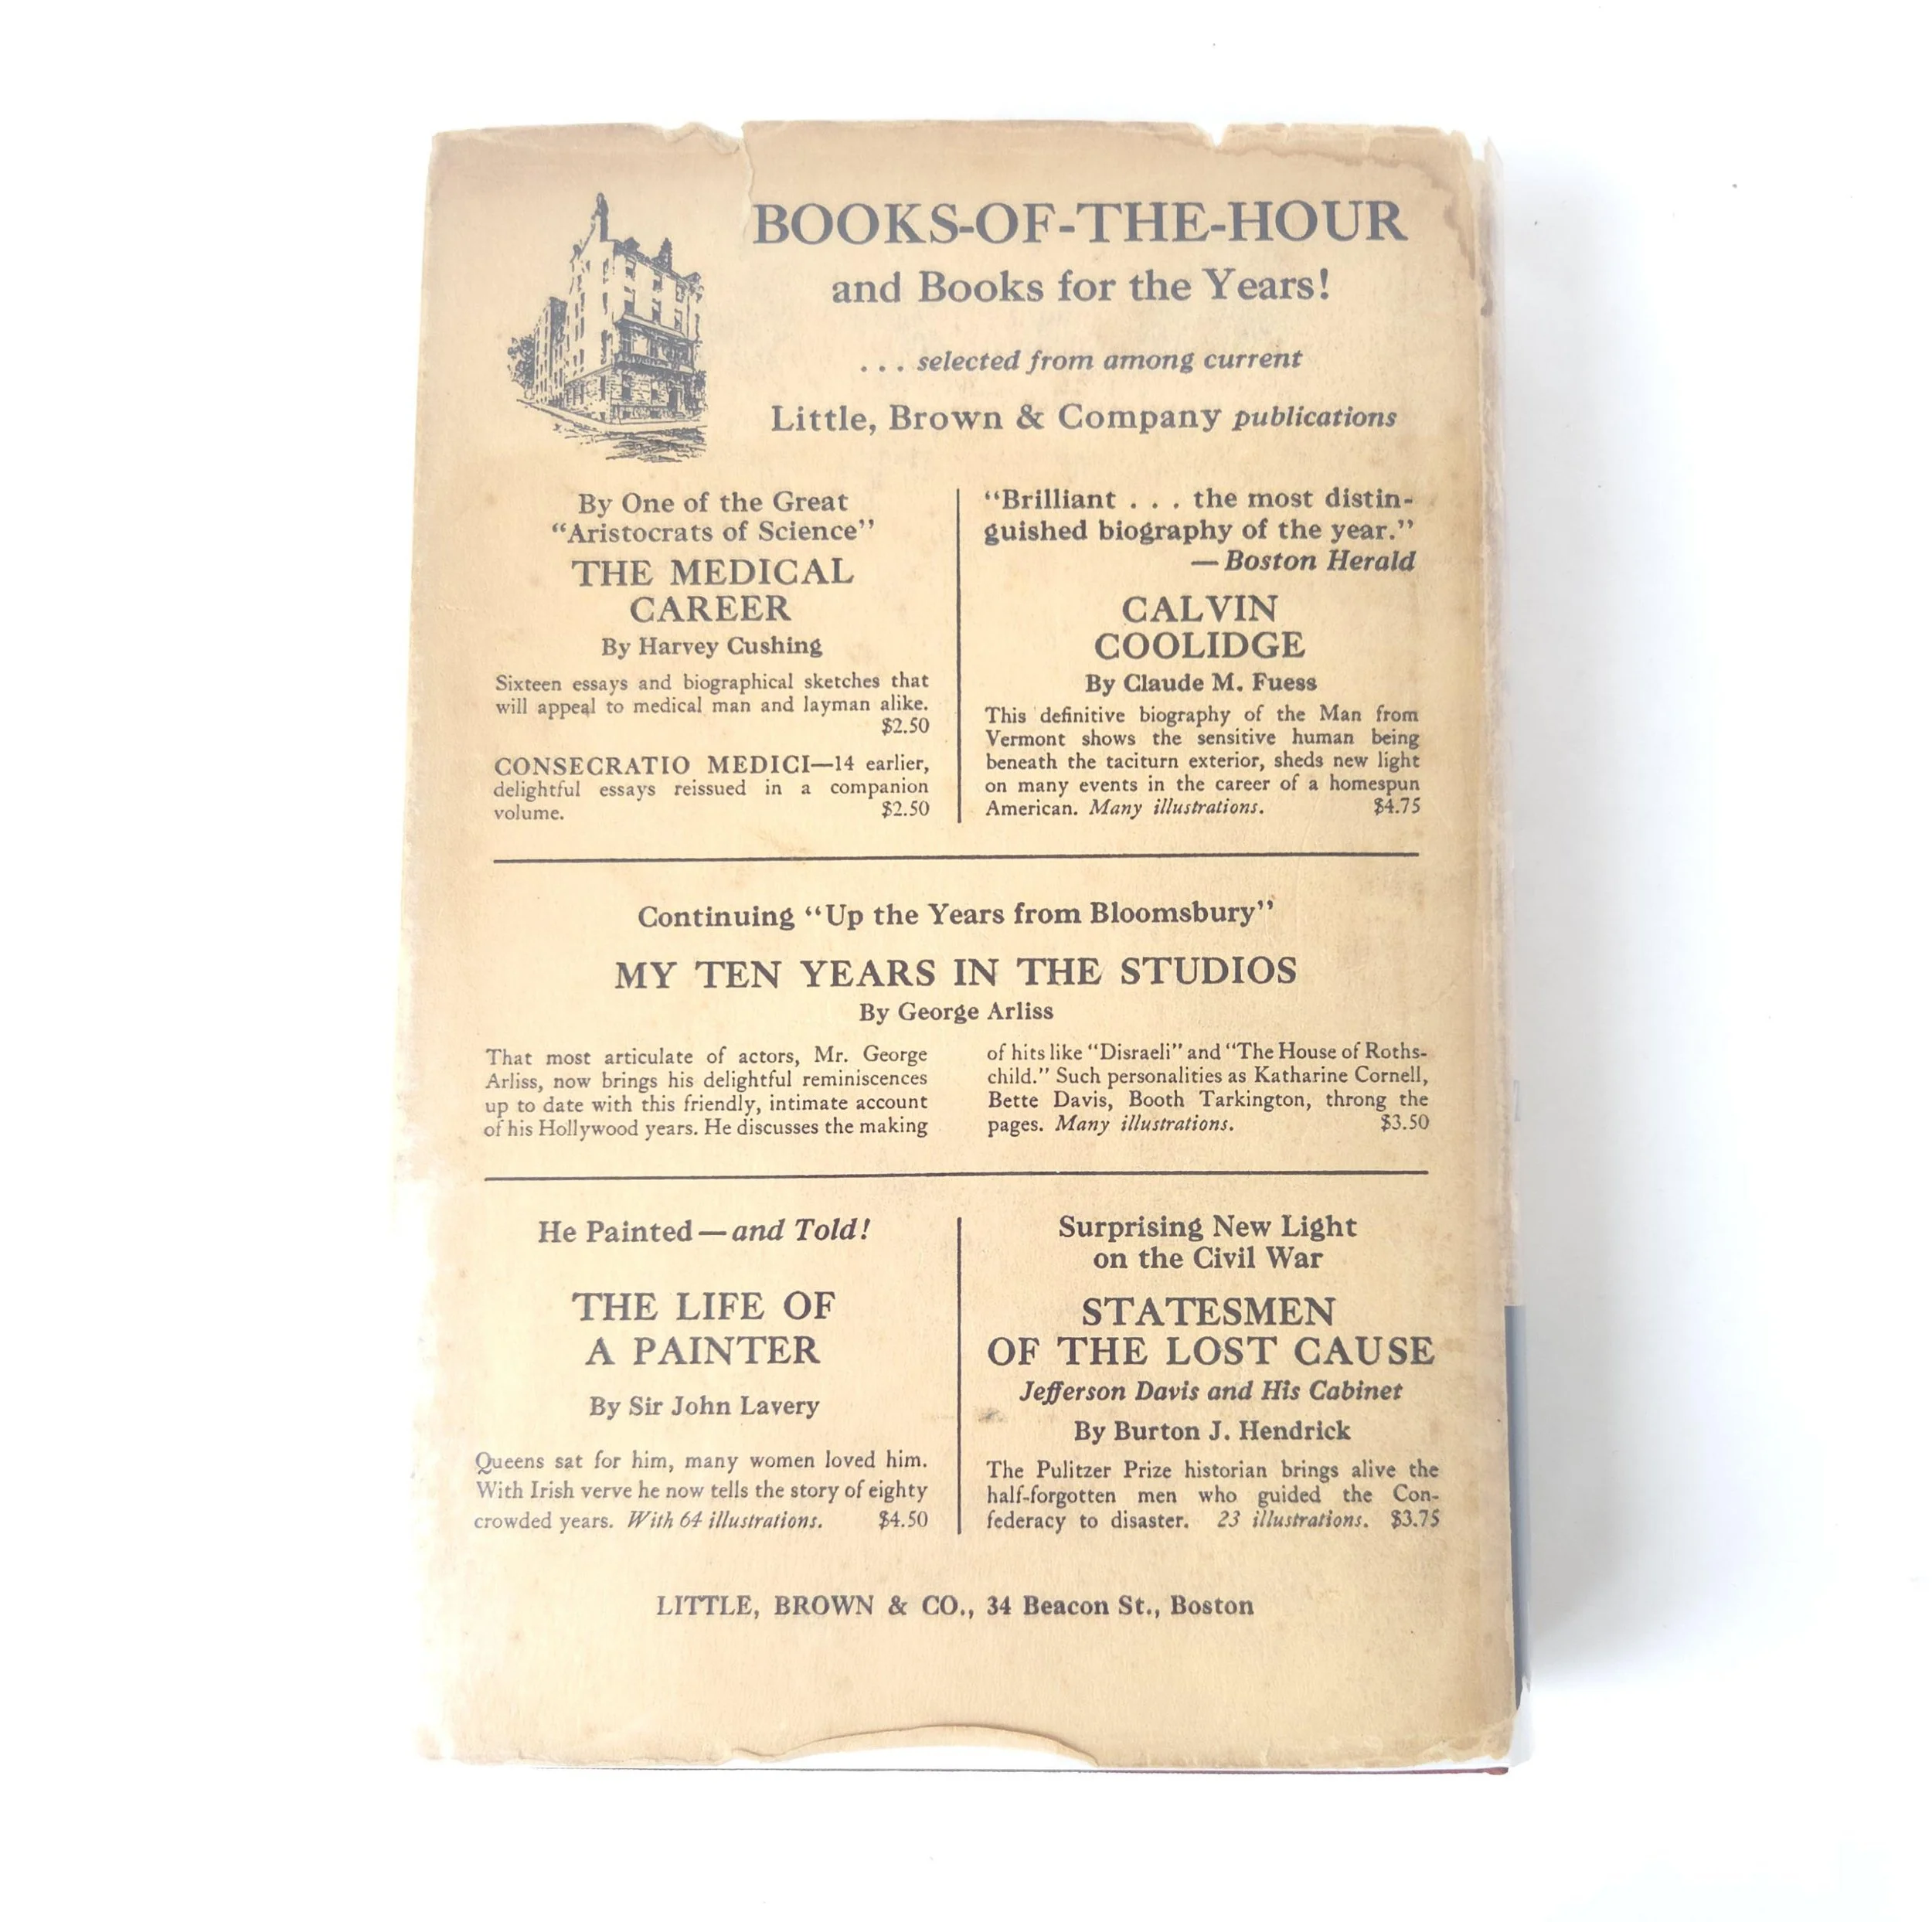 BOOKS-OF-THE-HOUR
and Books for the Years!
. . . selected from among current
Little, Brown & Company publications
By One of the Great
“Aristocrats of Science”
THE MEDICAL
CAREER
By Harvey Cushing
Sixteen essays and biographical sketches that
will appeal to medical man and layman alike.
$2.50
CONSECRATIO MEDICI—14 earlier,
delightful essays reissued in a companion
volume. $2.50
“Brilliant . . . the most distin-
guished biography of the year.”
—Boston Herald
CALVIN
COOLIDGE
By Claude M. Fuess
This definitive biography of the Man from
Vermont shows the sensitive human being
beneath the taciturn exterior, sheds new light
on many events in the career of a homespun
American. Many illustrations. $4.75
Continuing “Up the Years from Bloomsbury”
MY TEN YEARS IN THE STUDIOS
By George Arliss
That most articulate of actors, Mr. George
Arliss, now brings his delightful reminiscences
up to date with this friendly, intimate account
of his Hollywood years. He discusses the making
of hits like “Disraeli” and “The House of Roths-
child.” Such personalities as Katharine Cornell,
Bette Davis, Booth Tarkington, throng the
pages. Many illustrations. $3.50
He Painted—and Told!
THE LIFE OF
A PAINTER
By Sir John Lavery
Queens sat for him, many women loved him.
With Irish verve he now tells the story of eighty
crowded years. With 64 illustrations. $4.50
Surprising New Light
on the Civil War
STATESMEN
OF THE LOST CAUSE
Jefferson Davis and His Cabinet
By Burton J. Hendrick
The Pulitzer Prize historian brings alive the
half-forgotten men who guided the Con-
federacy to disaster. 23 illustrations. $3.75
LITTLE, BROWN & CO., 34 Beacon St., Boston